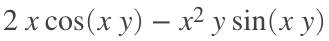 2 x cos(x y) − x² y sin(x y)